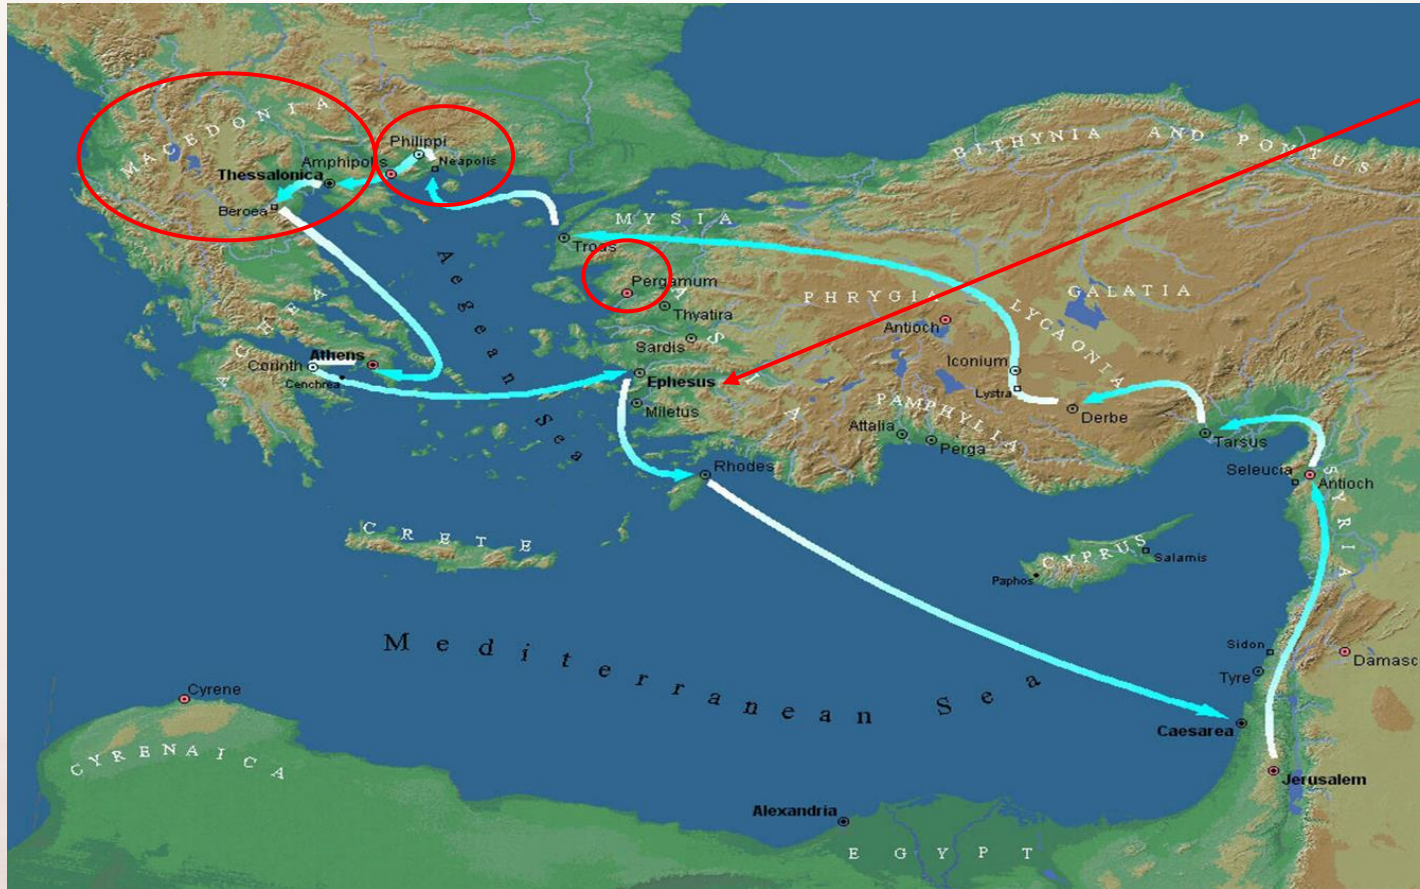 MACEDONIA
Philippi
Neapolis
Amphipolis
Thessalonica
Beroea
BITHYNIA AND PONTUS
MYSIA
Troas
Aegean Sea
Pergamum
Thyatira
ASIA
PHRYGIA
GALATIA
LYCAONIA
Antioch
Sardis
Iconium
Lystra
Derbe
ACHEA
Athens
Corinth
Cenchrea
Ephesus
Miletus
PAMPHYLIA
Attalia
Perga
Tarsus
Rhodes
Seleucia
Antioch
SYRIA
CRETE
CYPRUS
Salamis
Paphos
Mediterranean Sea
Sidon
Tyre
Damasc
Cyrene
CYRENAICA
Caesarea
Jerusalem
Alexandria
EGYPT